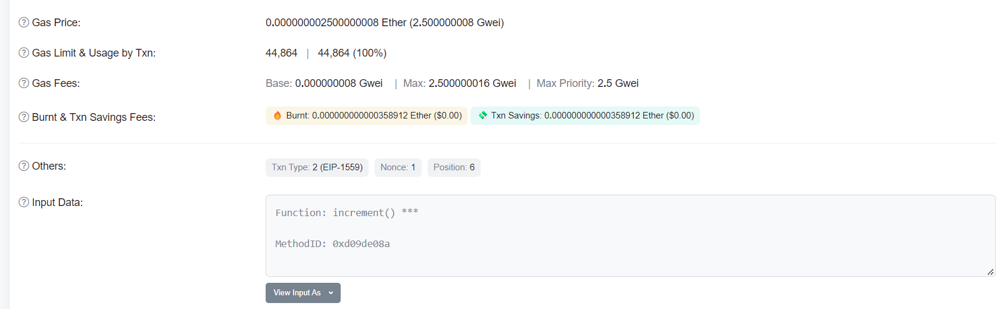 Gas Price: 0.000000002500000008 Ether (2.500000008 Gwei)
Gas Limit & Usage by Txn: 44,864 | 44,864 (100%)
Gas Fees: Base: 0.000000008 Gwei | Max: 2.500000016 Gwei | Max Priority: 2.5 Gwei
Burnt & Txn Savings Fees: Burnt: 0.000000000000358912 Ether ($0.00) Txn Savings: 0.000000000000358912 Ether ($0.00)
Others: Txn Type: 2 (EIP-1559) Nonce: 1 Position: 6
Input Data:
Function: increment() ***
MethodID: 0xd09de08a
View Input As